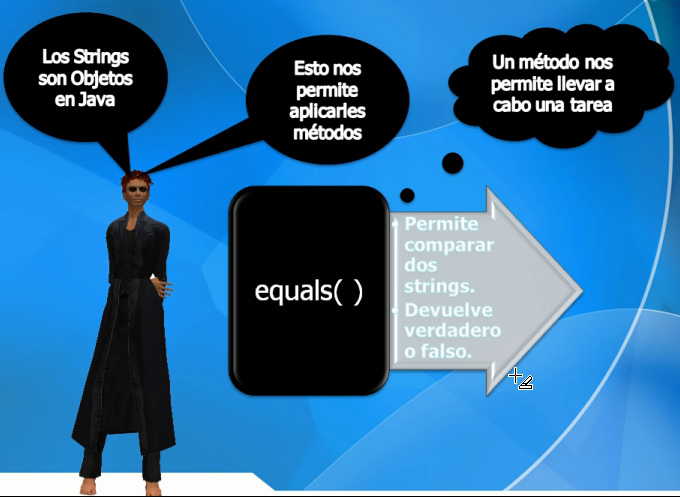 Los Strings
son Objetos
en Java
Esto nos
permite
aplicarles
métodos
Un método nos
permite llevar a
cabo una tarea
equals( )
• Permite
comparar
dos
strings.
• Devuelve
verdadero
o falso.